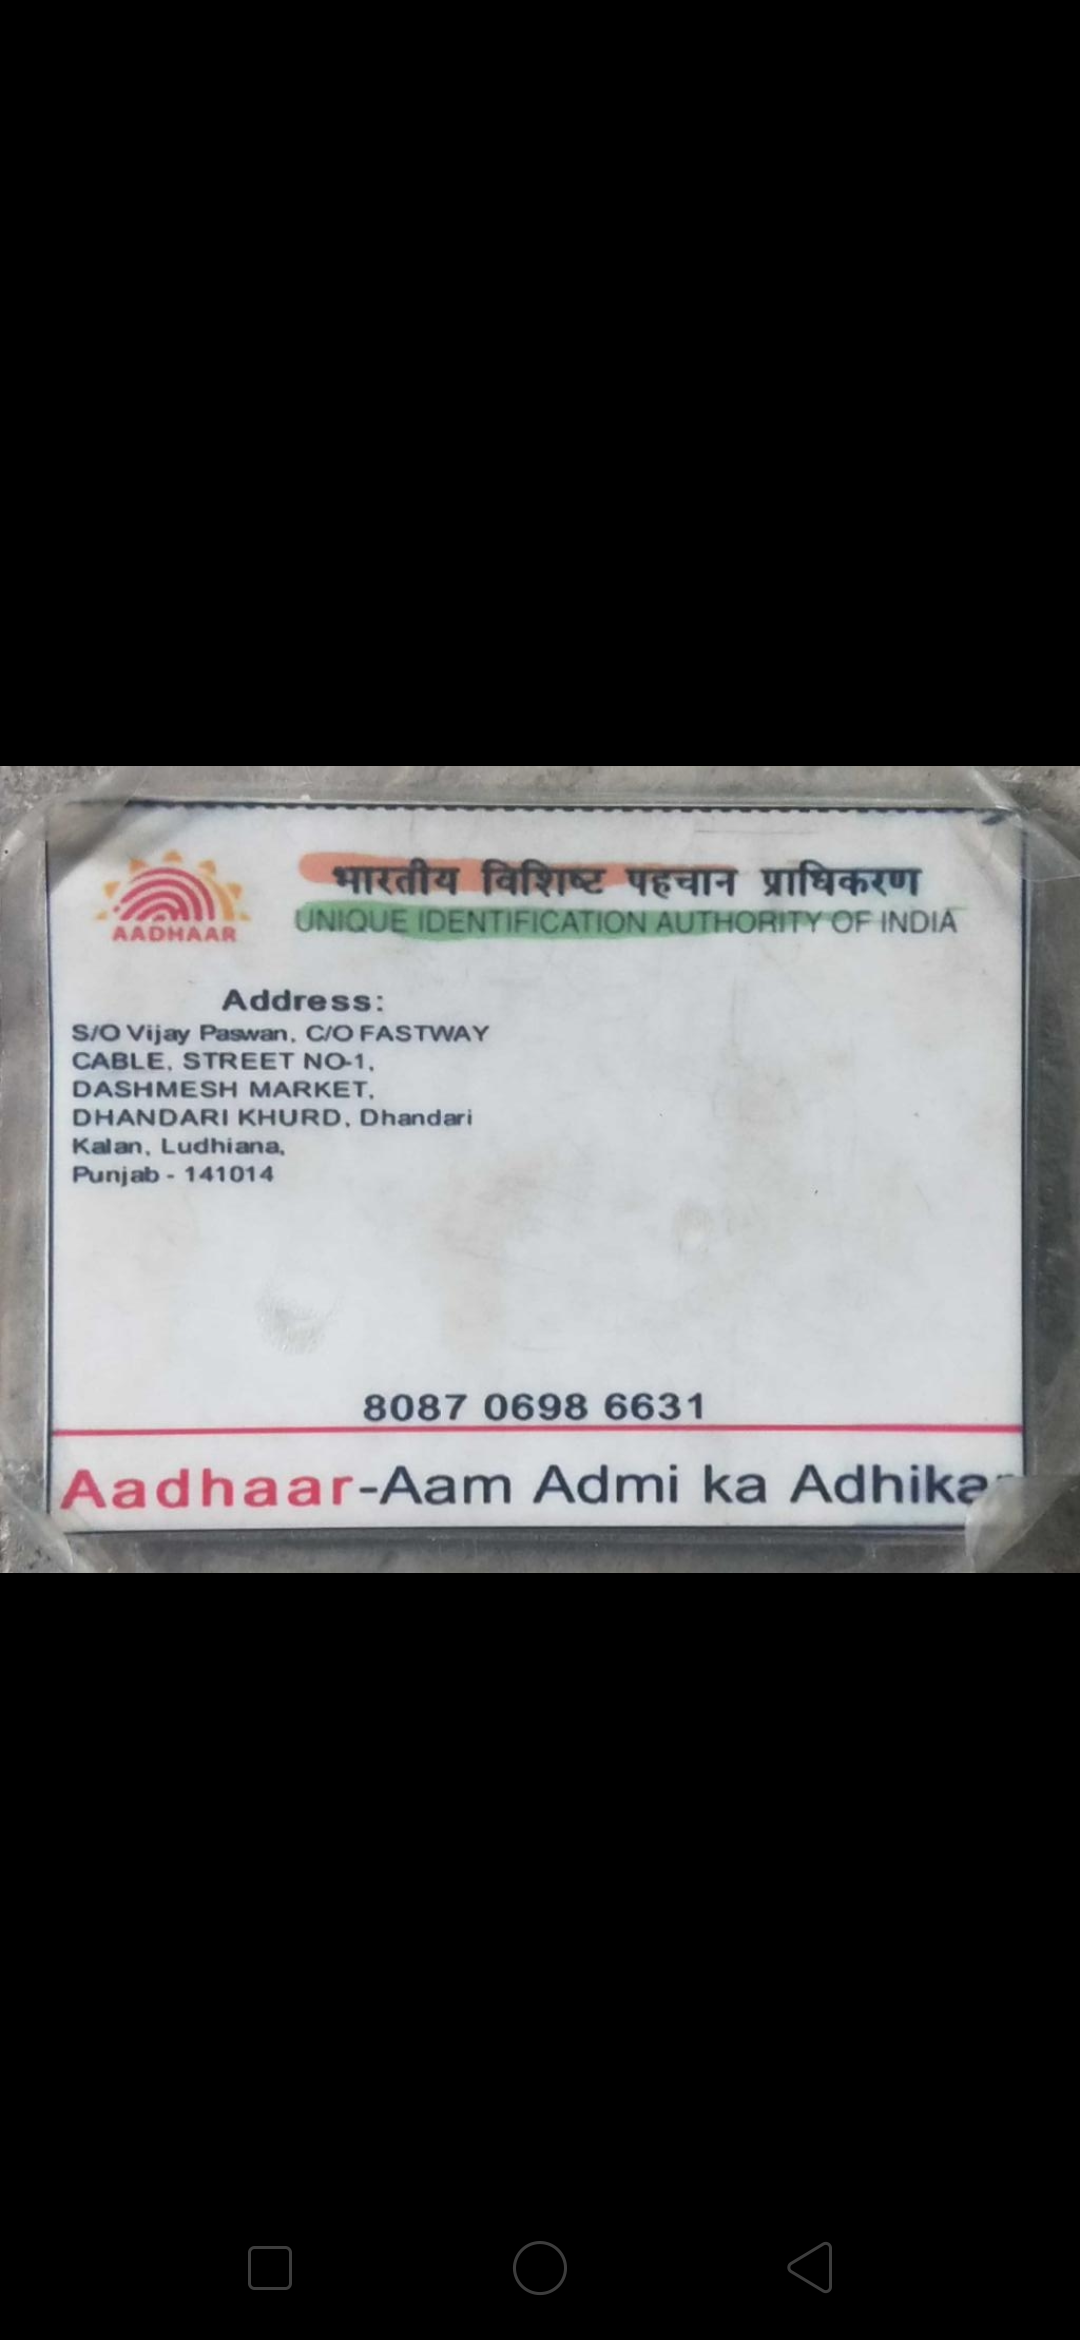 भारतीय विशिष्ट पहचान प्राधिकरण
UNIQUE IDENTIFICATION AUTHORITY OF INDIA
AADHAAR
Address:
S/O Vijay Paswan, C/O FASTWAY
CABLE, STREET NO-1,
DASHMESH MARKET,
DHANDARI KHURD, Dhandari
Kalan, Ludhiana,
Punjab - 141014
8087 0698 6631
Aadhaar-Aam Admi ka